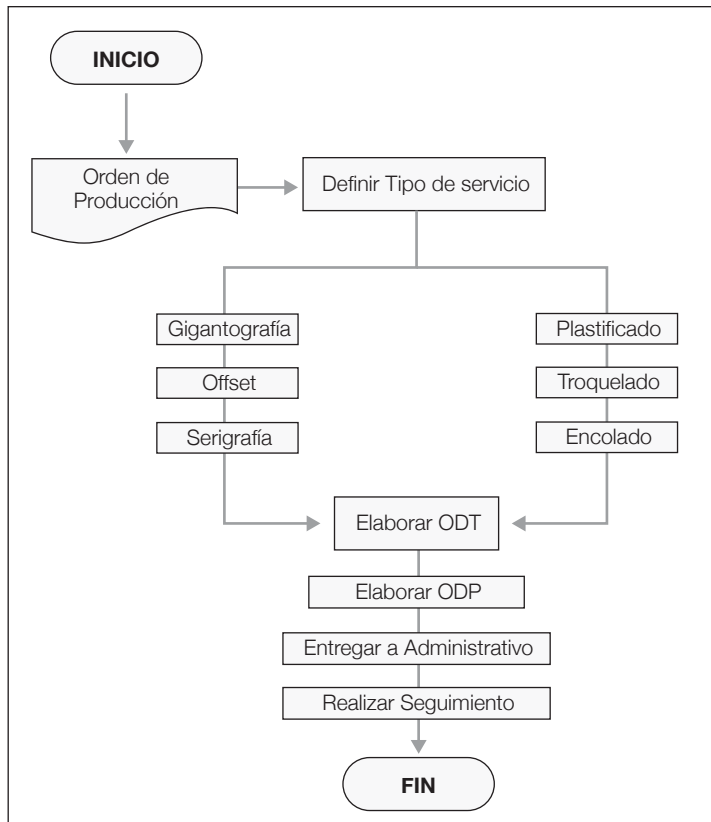 INICIO
Orden de
Producción
Definir Tipo de servicio
Gigantografía
Offset
Serigrafía
Plastificado
Troquelado
Encolado
Elaborar ODT
Elaborar ODP
Entregar a Administrativo
Realizar Seguimiento
FIN